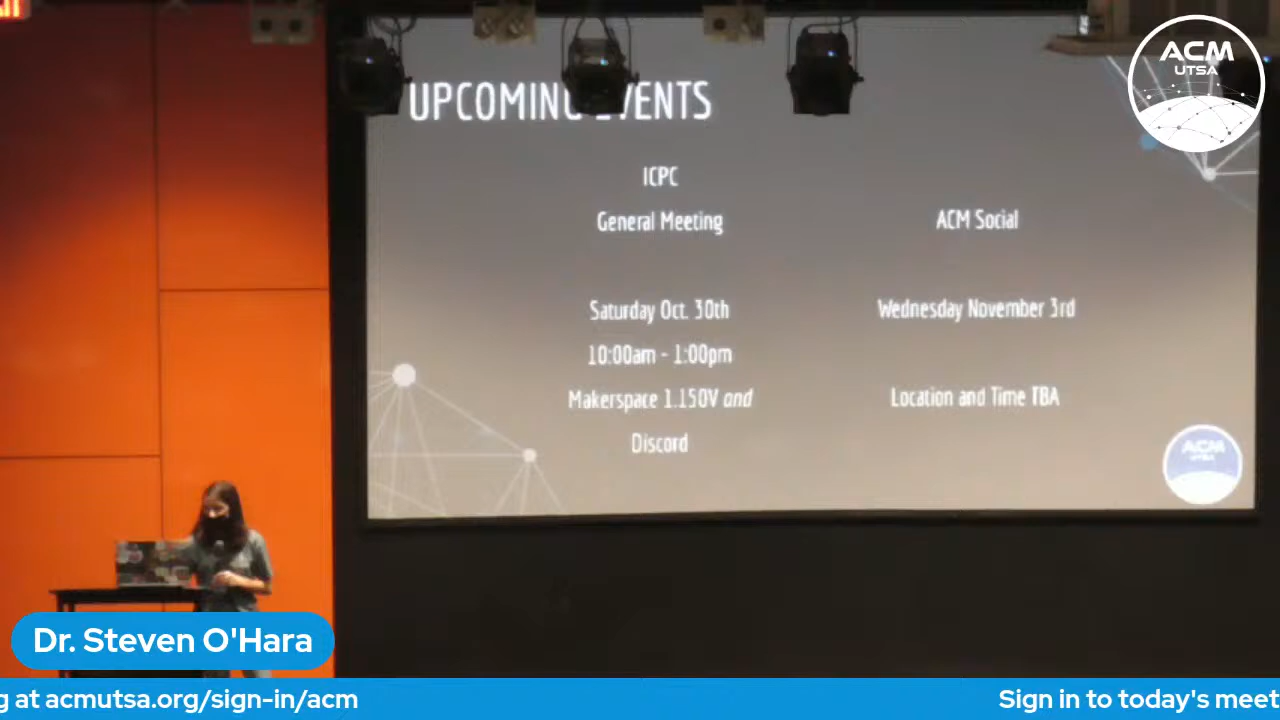 ACM
UTSA
UPCOMING EVENTS
ICPC
General Meeting
Saturday Oct. 30th
10:00am - 1:00pm
Makerspace 1.150V and
Discord
ACM Social
Wednesday November 3rd
Location and Time TBA
ACM
UTSA
Dr. Steven O'Hara
g at acmutsa.org/sign-in/acm
Sign in to today's meet